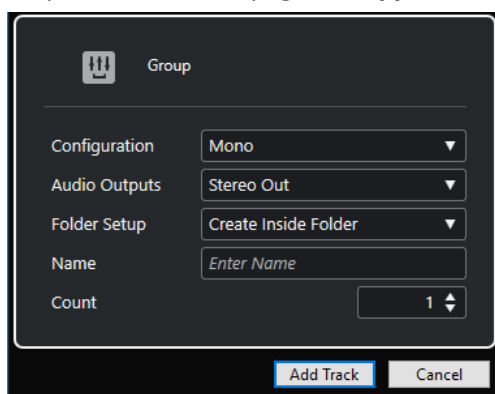 Group
Configuration Mono
Audio Outputs Stereo Out
Folder Setup Create Inside Folder
Name Enter Name
Count 1
Add Track Cancel